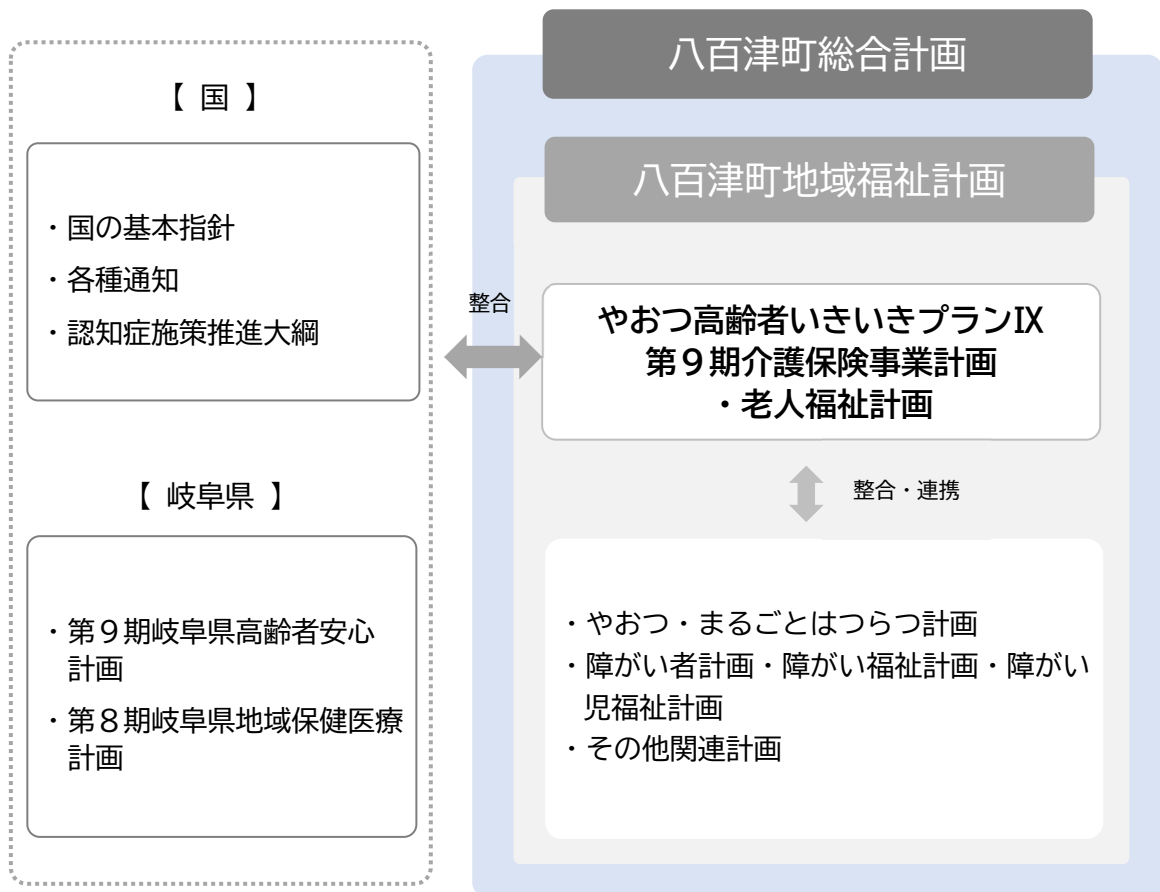 【 国 】
・国の基本指針
・各種通知
・認知症施策推進大綱
【 岐阜県 】
・第９期岐阜県高齢者安心
計画
・第８期岐阜県地域保健医療
計画
整合
八百津町総合計画
八百津町地域福祉計画
やおつ高齢者いきいきプランⅨ
第９期介護保険事業計画
・老人福祉計画
整合・連携
・やおつ・まるごとはつらつ計画
・障がい者計画・障がい福祉計画・障がい
児福祉計画
・その他関連計画